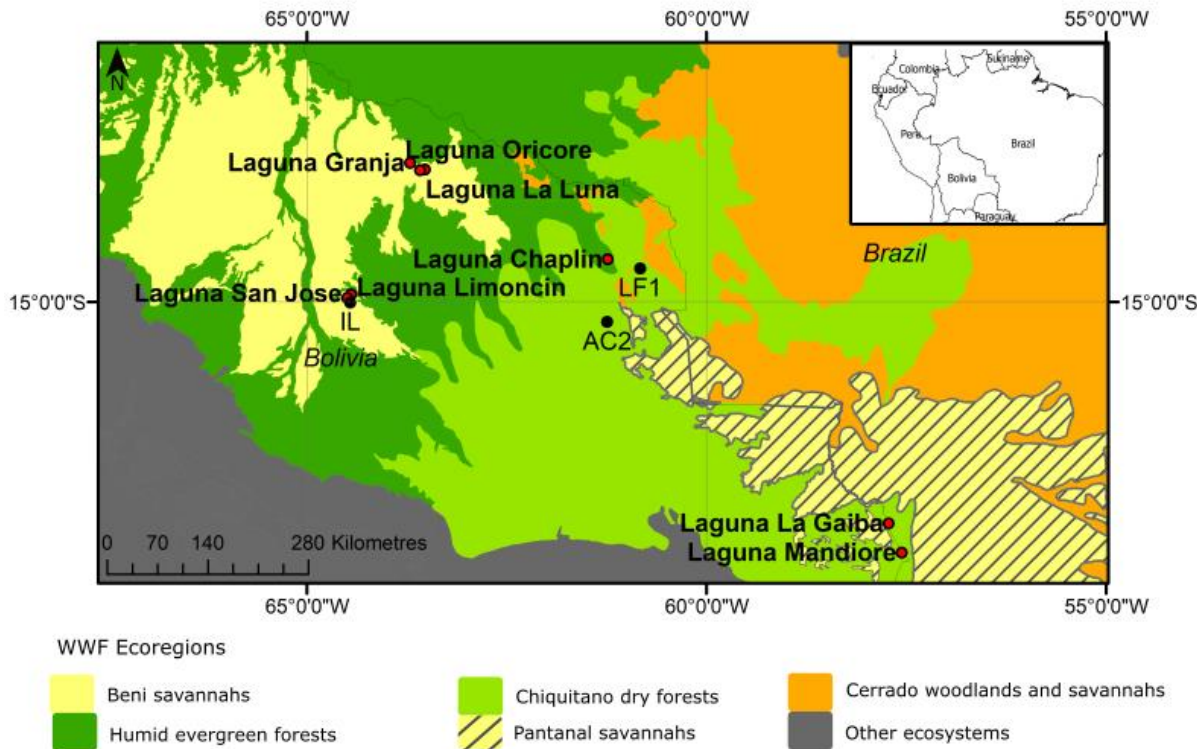 65°0'0"W 60°0'0"W 55°0'0"W
N
Colombia
Suriname
Ecuador
Peru
Brazil
Bolivia
Paraguay
Laguna Granja
Laguna Oricore
Laguna La Luna
Brazil
Laguna Chaplin
LF1
15°0'0"S
Laguna San Jose
Laguna Limoncin
15°0'0"S
IL
AC2
Bolivia
Laguna La Gaiba
0 70 140 280 Kilometres
Laguna Mandiore
65°0'0"W 60°0'0"W 55°0'0"W
WWF Ecoregions
Beni savannahs
Chiquitano dry forests
Cerrado woodlands and savannahs
Humid evergreen forests
Pantanal savannahs
Other ecosystems